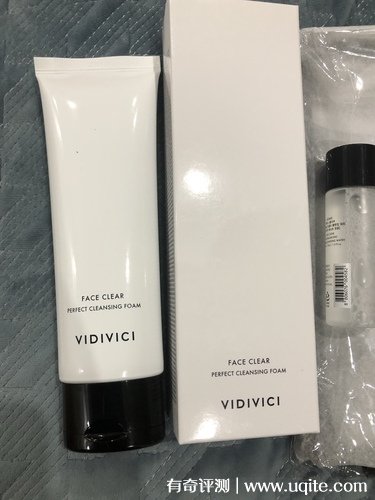 FACE CLEAR
PERFECT CLEANSING FOAM
VIDIVICI
FACE CLEAR
PERFECT CLEANSING FOAM
VIDIVICI
有奇评测 | www.uqite.com